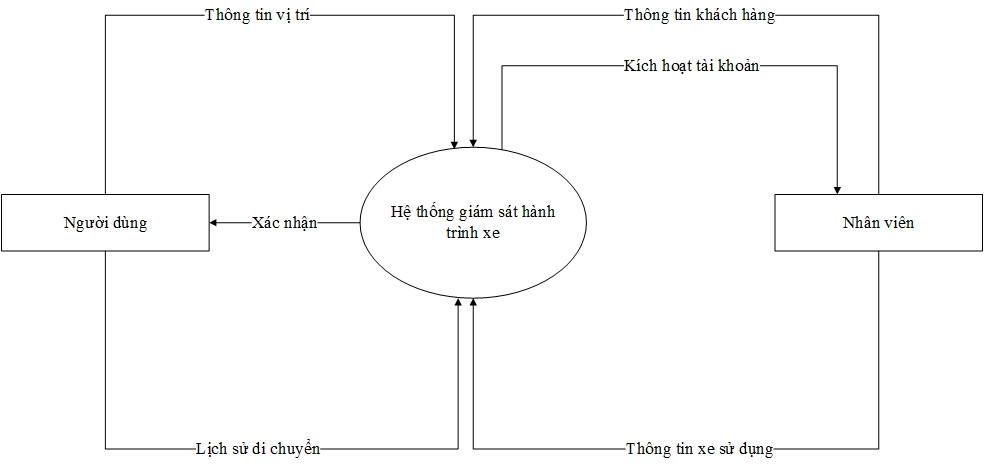 Thông tin vị trí
Thông tin khách hàng
Kích hoạt tài khoản
Người dùng
Xác nhận
Hệ thống giám sát hành
trình xe
Nhân viên
Lịch sử di chuyển
Thông tin xe sử dụng